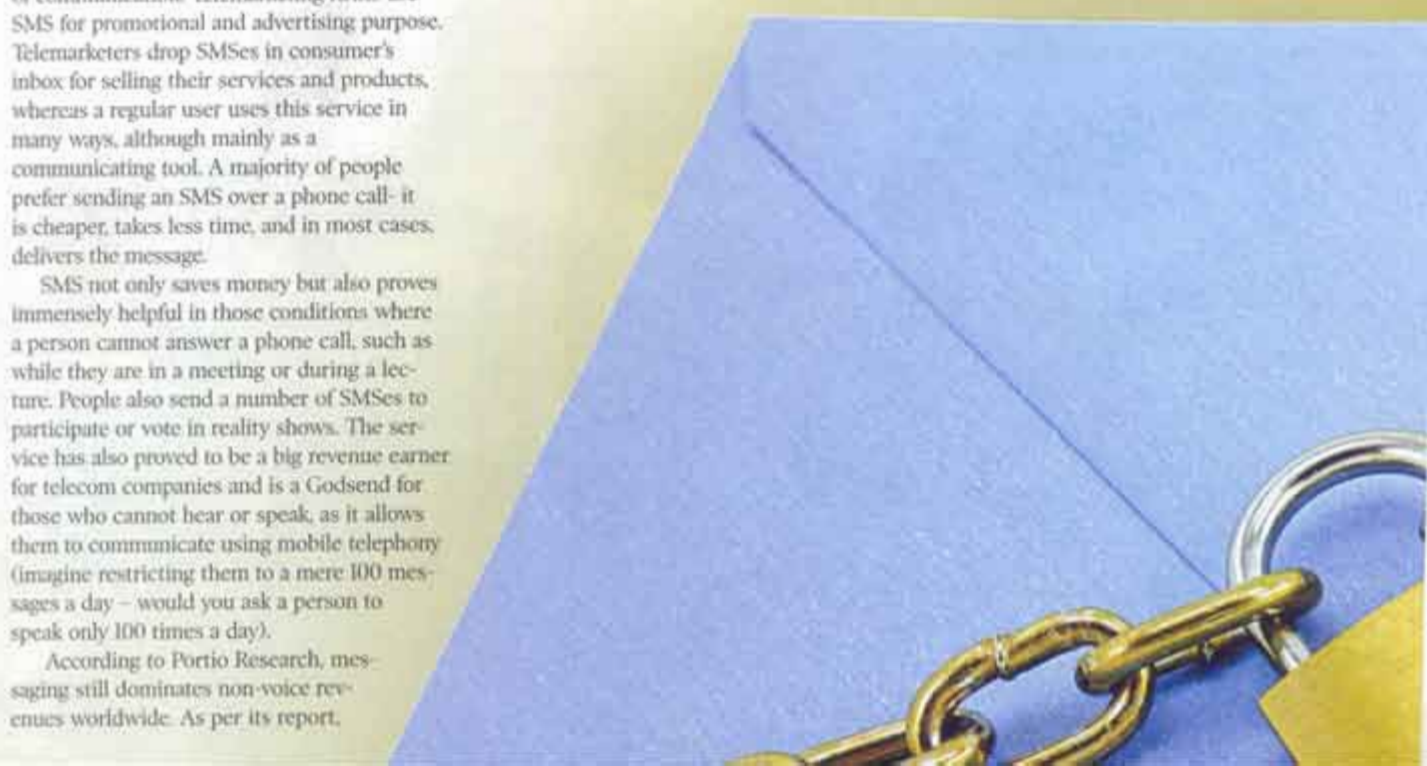 SMS for promotional and advertising purpose.
Telemarketers drop SMSes in consumer's
inbox for selling their services and products,
whereas a regular user uses this service in
many ways, although mainly as a
communicating tool. A majority of people
prefer sending an SMS over a phone call- it
is cheaper, takes less time, and in most cases,
delivers the message.
SMS not only saves money but also proves
immensely helpful in those conditions where
a person cannot answer a phone call, such as
while they are in a meeting or during a lec-
ture. People also send a number of SMSes to
participate or vote in reality shows. The ser-
vice has also proved to be a big revenue earner
for telecom companies and is a Godsend for
those who cannot hear or speak, as it allows
them to communicate using mobile telephony
(imagine restricting them to a mere 100 mes-
sages a day – would you ask a person to
speak only 100 times a day).
According to Portio Research, mes-
saging still dominates non-voice rev-
enues worldwide. As per its report,